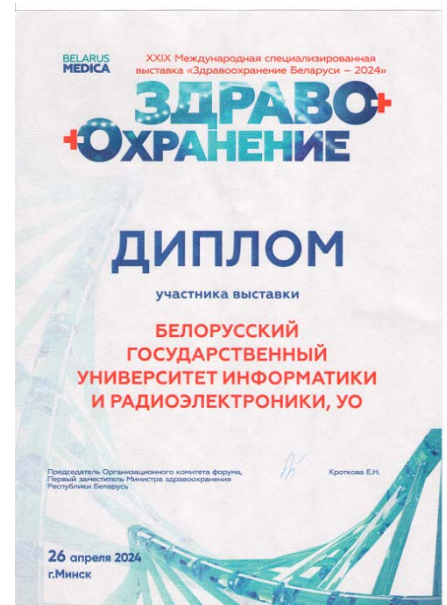 BELARUS
MEDICA
XXIX Международная специализированная
выставка «Здравоохранение Беларуси – 2024»
ЗДРАВО
ОХРАНЕНИЕ
ДИПЛОМ
участника выставки
БЕЛОРУССКИЙ
ГОСУДАРСТВЕННЫЙ
УНИВЕРСИТЕТ ИНФОРМАТИКИ
И РАДИОЭЛЕКТРОНИКИ, УО
Председатель Организационного комитета форума,
Первый заместитель Министра здравоохранения
Республики Беларусь
Кроткова Е.Н.
26 апреля 2024
г.Минск